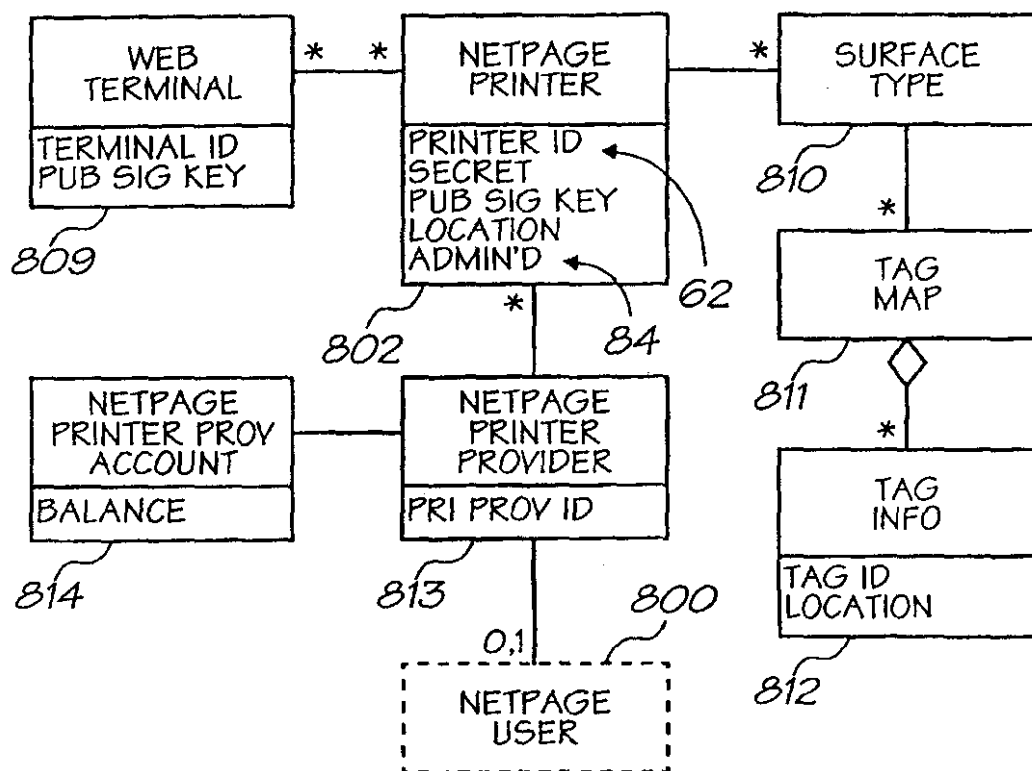 WEB
TERMINAL
TERMINAL ID
PUB SIG KEY
809
* *
NETPAGE
PRINTER
PRINTER ID
SECRET
PUB SIG KEY
LOCATION
ADMIN'D
802
62
84
*
*
SURFACE
TYPE
810
*
TAG
MAP
811
*
TAG
INFO
TAG ID
LOCATION
812
NETPAGE
PRINTER PROV
ACCOUNT
BALANCE
814
NETPAGE
PRINTER
PROVIDER
PRI PROV ID
813
800
0,1
NETPAGE
USER